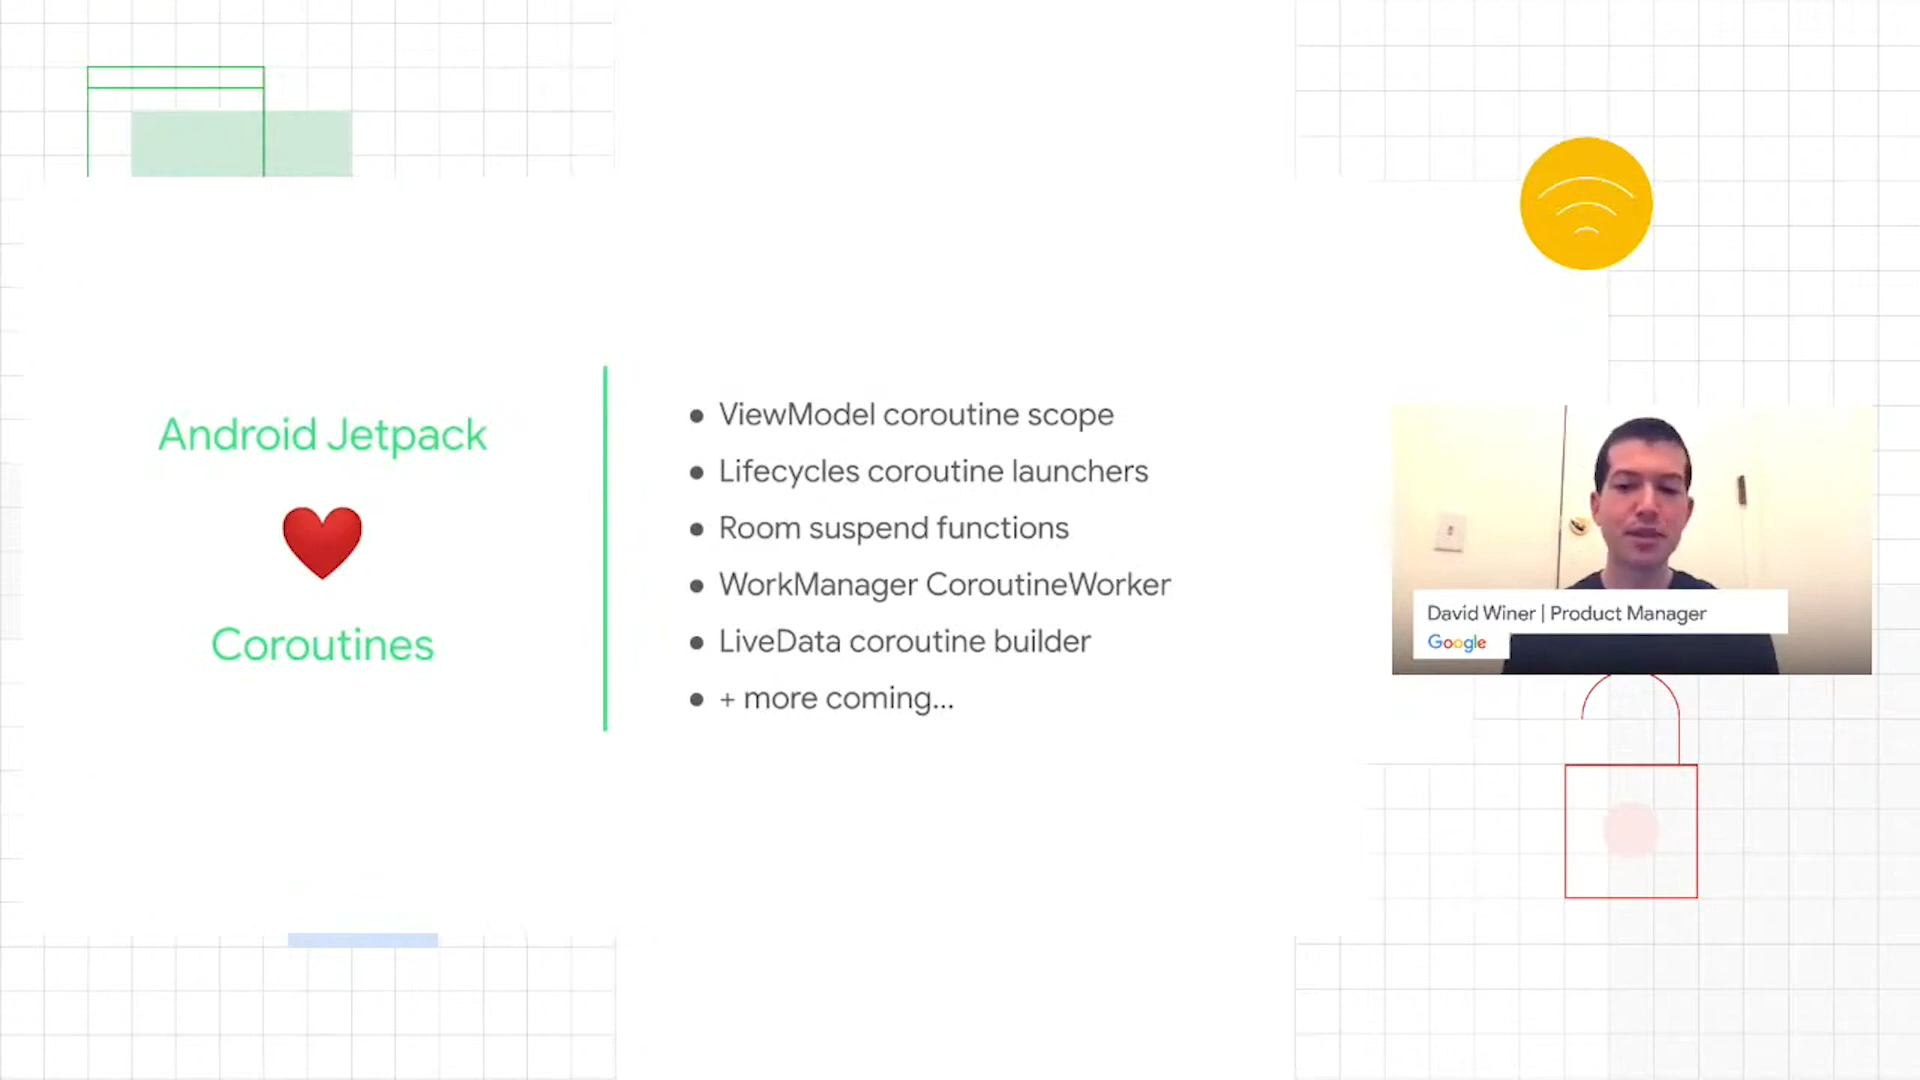 Android Jetpack
Coroutines
ViewModel coroutine scope
Lifecycles coroutine launchers
Room suspend functions
WorkManager CoroutineWorker
LiveData coroutine builder
+ more coming...
David Winer | Product Manager
Google